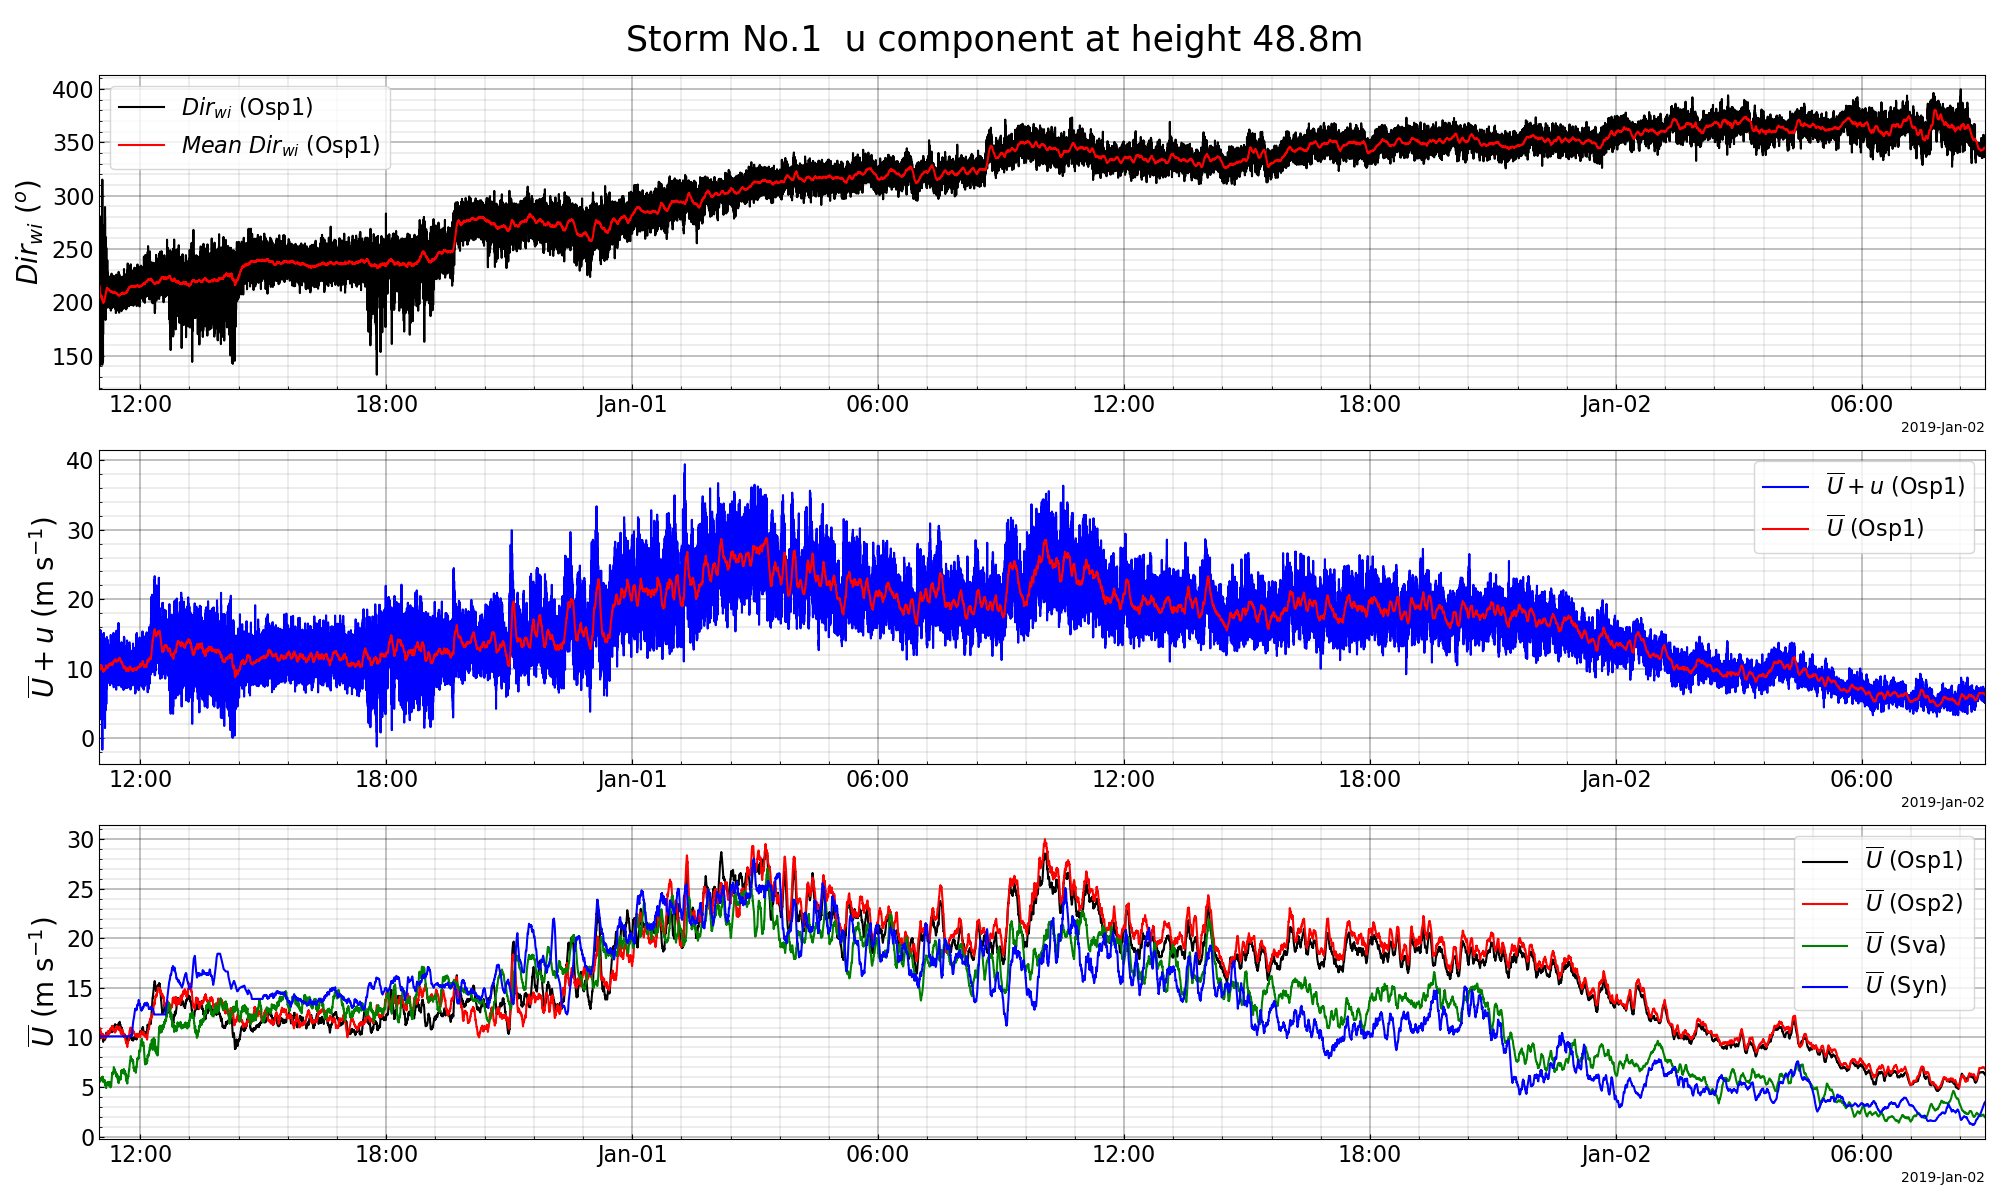 Storm No.1  u component at height 48.8m
Dir_wi (°)
400
350
300
250
200
150
Dir_wi (Osp1)
Mean Dir_wi (Osp1)
12:00 18:00 Jan-01 06:00 12:00 18:00 Jan-02 06:00
2019-Jan-02
U̅ + u (m s⁻¹)
40
30
20
10
0
U̅ + u (Osp1)
U̅ (Osp1)
12:00 18:00 Jan-01 06:00 12:00 18:00 Jan-02 06:00
2019-Jan-02
U̅ (m s⁻¹)
30
25
20
15
10
5
0
U̅ (Osp1)
U̅ (Osp2)
U̅ (Sva)
U̅ (Syn)
12:00 18:00 Jan-01 06:00 12:00 18:00 Jan-02 06:00
2019-Jan-02